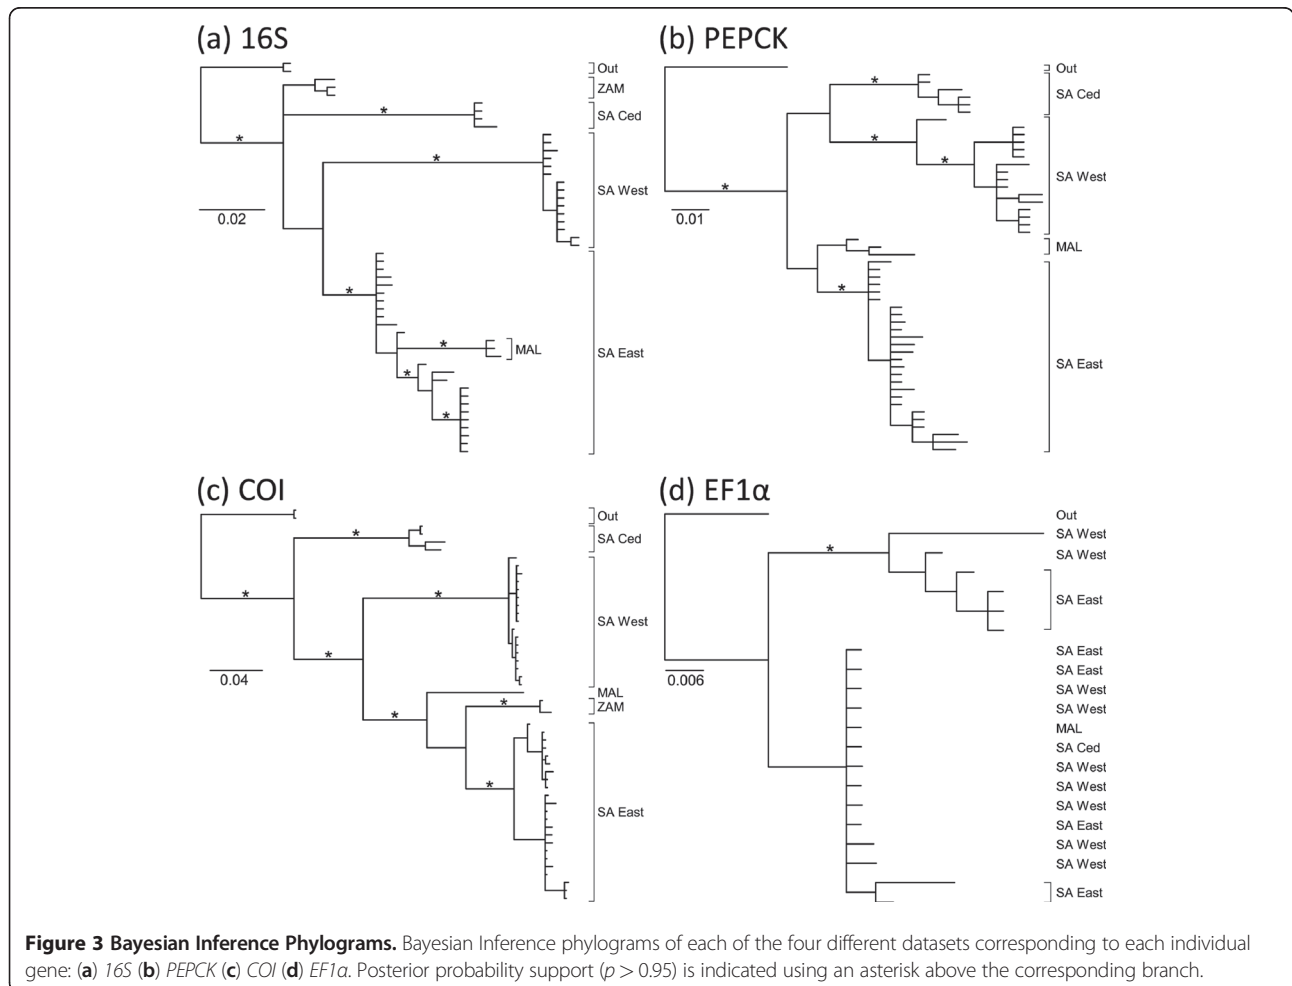 (a) 16S
Out
ZAM
*
SA Ced
*
*
SA West
0.02
*
*
MAL
SA East
*
*
(b) PEPCK
Out
*
SA Ced
*
*
SA West
*
0.01
MAL
*
SA East
(c) COI
Out
*
SA Ced
*
*
SA West
*
0.04
MAL
*
ZAM
*
*
SA East
(d) EF1α
Out
SA West
*
SA West
SA East
SA East
0.006
SA East
SA West
SA West
MAL
SA Ced
SA West
SA West
SA West
SA East
SA West
SA West
SA East
Figure 3 Bayesian Inference Phylograms. Bayesian Inference phylograms of each of the four different datasets corresponding to each individual
gene: (a) 16S (b) PEPCK (c) COI (d) EF1α. Posterior probability support (p > 0.95) is indicated using an asterisk above the corresponding branch.